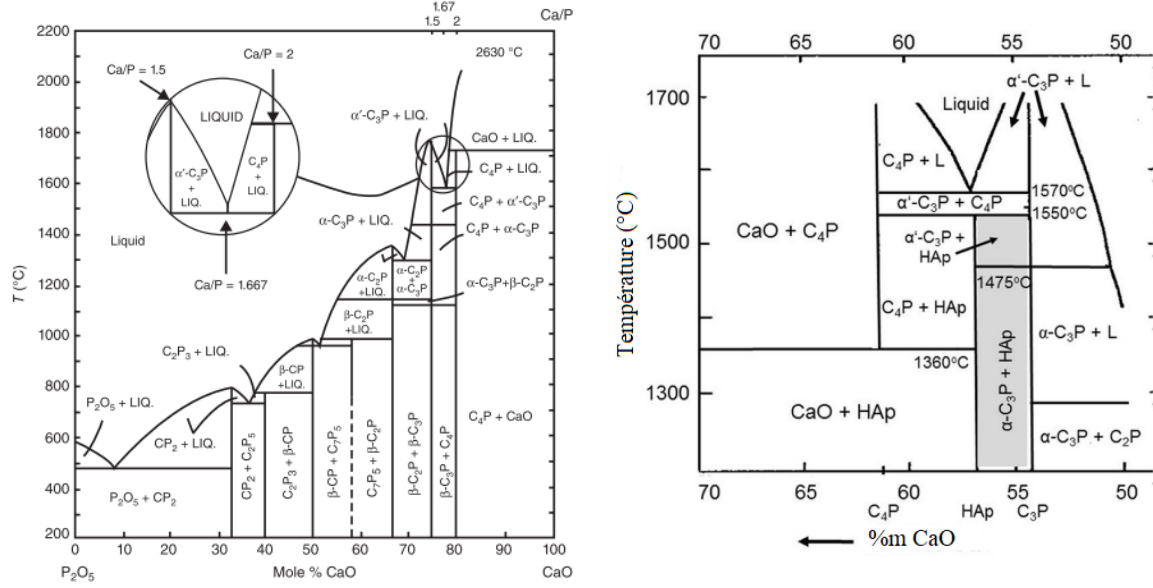 1.67
1.5 2
Ca/P
2200
2000
1800
1600
1400
1200
1000
800
600
400
200
T (°C)
0 10 20 30 40 50 60 70 80 100
P₂O₅
Mole % CaO
CaO
Ca/P = 2
Ca/P = 1.5
LIQUID
α'-C₃P
+
LIQ.
C₄P
+
LIQ.
Ca/P = 1.667
Liquid
2630 °C
α'-C₃P + LIQ.
CaO + LIQ.
C₄P + LIQ.
C₄P + α'-C₃P
C₄P + α-C₃P
α-C₃P + LIQ.
α-C₂P
+LIQ.
α-C₂P
+
α-C₃P
α-C₃P+β-C₂P
β-C₂P
+LIQ.
C₂P₃ + LIQ.
β-CP
+LIQ.
P₂O₅ + LIQ.
CP₂ + LIQ.
P₂O₅ + CP₂
CP₂ + C₂P₅
C₂P₃ + β-CP
β-CP + C₇P₅
C₇P₅ + β-C₂P
β-C₂P + β-C₃P
β-C₃P + C₄P
C₄P + CaO
70 65 60 55 50
Température (°C)
1700
1500
1300
α'-C₃P + L
Liquid
C₄P + L
1570°C
α'-C₃P + C₄P
1550°C
α'-C₃P +
HAp
CaO + C₄P
1475°C
C₄P + HAp
α-C₃P + L
1360°C
α-C₃P + HAp
CaO + HAp
α-C₃P + C₂P
70 65 60 55 50
C₄P HAp C₃P
%m CaO